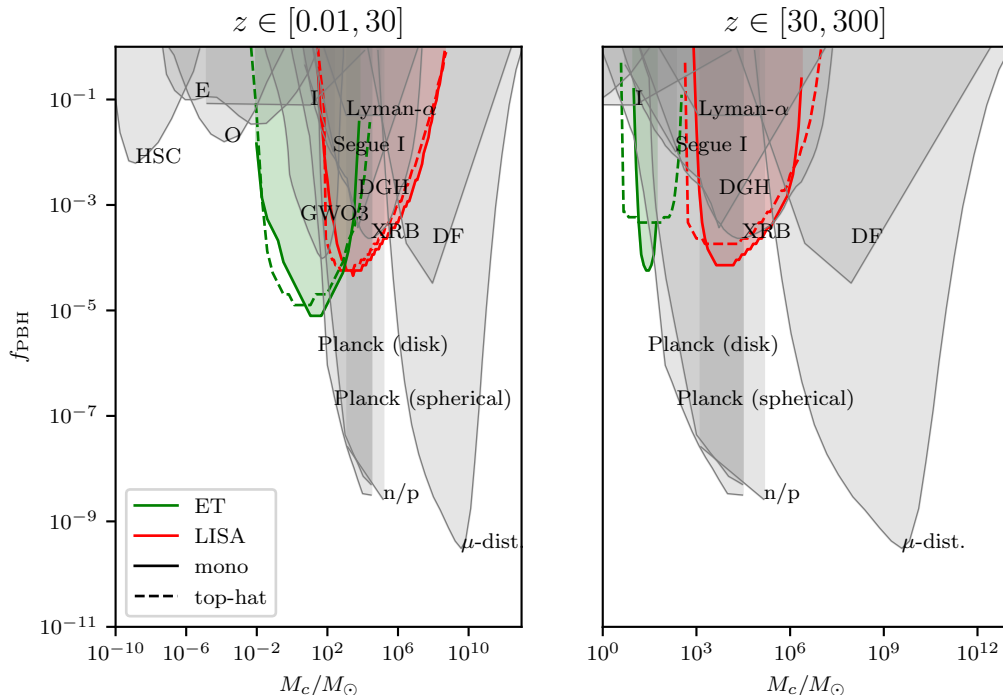 z ∈ [0.01, 30]
z ∈ [30, 300]
f_PBH
10^−1
10^−3
10^−5
10^−7
10^−9
10^−11
E
I
O
HSC
Lyman-α
Segue I
DGH
GWO3
XRB
DF
Planck (disk)
Planck (spherical)
n/p
μ-dist.
ET
LISA
mono
top-hat
10^−10
10^−6
10^−2
10^2
10^6
10^10
M_c/M_⊙
I
Lyman-α
Segue I
DGH
XRB
DF
Planck (disk)
Planck (spherical)
n/p
μ-dist.
10^0
10^3
10^6
10^9
10^12
M_c/M_⊙